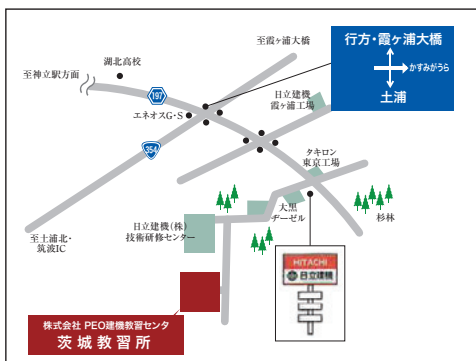 至霞ヶ浦大橋
行方・霞ヶ浦大橋
かすみがうら
土浦
湖北高校
至神立駅方面
197
エネオスG・S
日立建機
霞ヶ浦工場
354
タキロン
東京工場
大黒
ヂーゼル
杉林
日立建機(株)
技術研修センター
至土浦北・
筑波IC
HITACHI
日立建機
株式会社 PEO建機教習センタ
茨城教習所